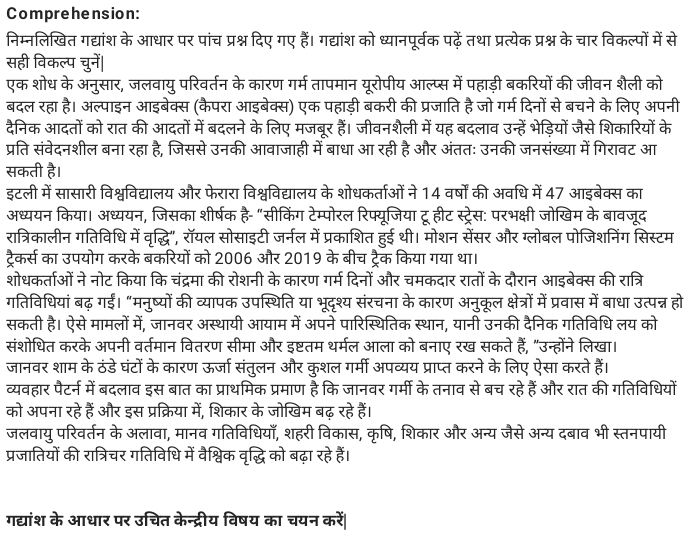 Comprehension:
निम्नलिखित गद्यांश के आधार पर पांच प्रश्न दिए गए हैं। गद्यांश को ध्यानपूर्वक पढ़ें तथा प्रत्येक प्रश्न के चार विकल्पों में से
सही विकल्प चुनें|
एक शोध के अनुसार, जलवायु परिवर्तन के कारण गर्म तापमान यूरोपीय आल्प्स में पहाड़ी बकरियों की जीवन शैली को
बदल रहा है। अल्पाइन आइबेक्स (कैपरा आइबेक्स) एक पहाड़ी बकरी की प्रजाति है जो गर्म दिनों से बचने के लिए अपनी
दैनिक आदतों को रात की आदतों में बदलने के लिए मजबूर हैं। जीवनशैली में यह बदलाव उन्हें भेड़ियों जैसे शिकारियों के
प्रति संवेदनशील बना रहा है, जिससे उनकी आवाजाही में बाधा आ रही है और अंततः उनकी जनसंख्या में गिरावट आ
सकती है।
इटली में सासारी विश्वविद्यालय और फेरारा विश्वविद्यालय के शोधकर्ताओं ने 14 वर्षों की अवधि में 47 आइबेक्स का
अध्ययन किया। अध्ययन, जिसका शीर्षक है- “सीकिंग टेम्पोरल रिफ्यूजिया टू हीट स्ट्रेस: परभक्षी जोखिम के बावजूद
रात्रिकालीन गतिविधि में वृद्धि”, रॉयल सोसाइटी जर्नल में प्रकाशित हुई थी। मोशन सेंसर और ग्लोबल पोजिशनिंग सिस्टम
ट्रैकर्स का उपयोग करके बकरियों को 2006 और 2019 के बीच ट्रैक किया गया था।
शोधकर्ताओं ने नोट किया कि चंद्रमा की रोशनी के कारण गर्म दिनों और चमकदार रातों के दौरान आइबेक्स की रात्रि
गतिविधियां बढ़ गईं। “मनुष्यों की व्यापक उपस्थिति या भूदृश्य संरचना के कारण अनुकूल क्षेत्रों में प्रवास में बाधा उत्पन्न हो
सकती है। ऐसे मामलों में, जानवर अस्थायी आयाम में अपने पारिस्थितिक स्थान, यानी उनकी दैनिक गतिविधि लय को
संशोधित करके अपनी वर्तमान वितरण सीमा और इष्टतम थर्मल आला को बनाए रख सकते हैं, ”उन्होंने लिखा।
जानवर शाम के ठंडे घंटों के कारण ऊर्जा संतुलन और कुशल गर्मी अपव्यय प्राप्त करने के लिए ऐसा करते हैं।
व्यवहार पैटर्न में बदलाव इस बात का प्राथमिक प्रमाण है कि जानवर गर्मी के तनाव से बच रहे हैं और रात की गतिविधियों
को अपना रहे हैं और इस प्रक्रिया में, शिकार के जोखिम बढ़ रहे हैं।
जलवायु परिवर्तन के अलावा, मानव गतिविधियाँ, शहरी विकास, कृषि, शिकार और अन्य जैसे अन्य दबाव भी स्तनपायी
प्रजातियों की रात्रिचर गतिविधि में वैश्विक वृद्धि को बढ़ा रहे हैं।
गद्यांश के आधार पर उचित केन्द्रीय विषय का चयन करें|